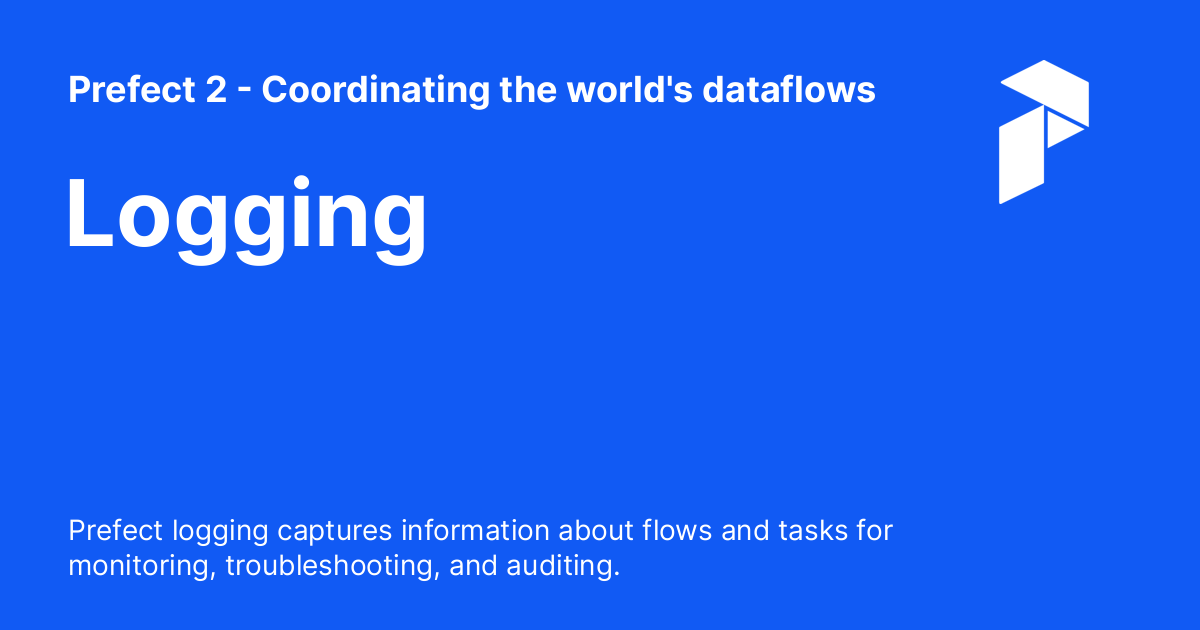 Prefect 2 - Coordinating the world's dataflows
Logging
Prefect logging captures information about flows and tasks for
monitoring, troubleshooting, and auditing.